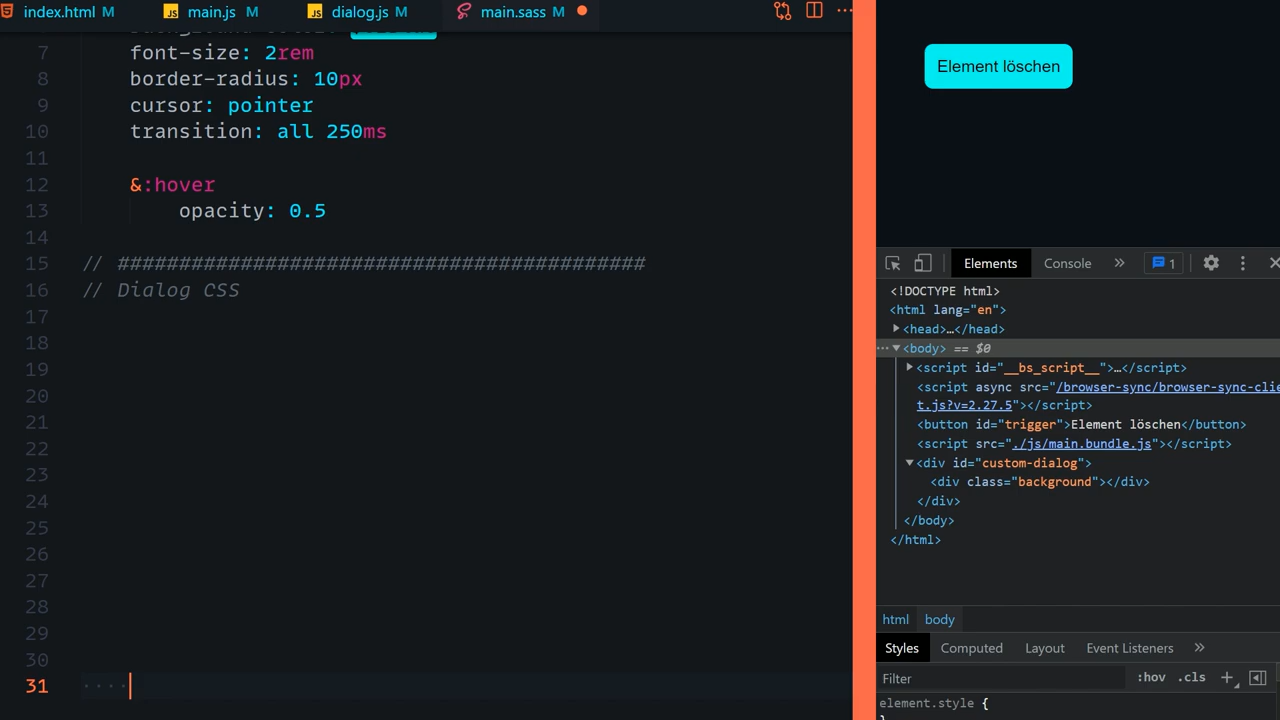 index.html M main.js M dialog.js M main.sass M
7 font-size: 2rem
8 border-radius: 10px
9 cursor: pointer
10 transition: all 250ms
11
12 &:hover
13 opacity: 0.5
14
15 // ###########################################
16 // Dialog CSS
17
18
19
20
21
22
23
24
25
26
27
28
29
30
31
Element löschen
Elements Console » 1
<!DOCTYPE html>
<html lang="en">
<head>…</head>
<body> == $0
<script id="__bs_script__">…</script>
<script async src="/browser-sync/browser-sync-clie
t.js?v=2.27.5"></script>
<button id="trigger">Element löschen</button>
<script src="./js/main.bundle.js"></script>
<div id="custom-dialog">
<div class="background"></div>
</div>
</body>
</html>
html body
Styles Computed Layout Event Listeners »
Filter :hov .cls +
element.style {